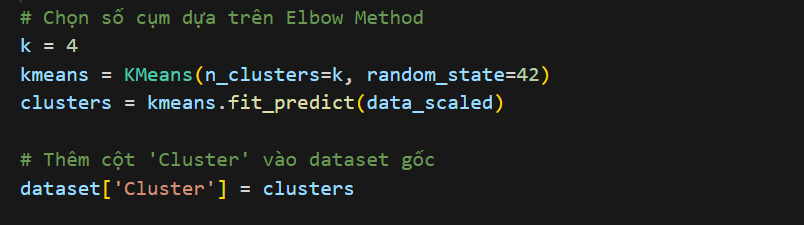 # Chọn số cụm dựa trên Elbow Method
k = 4
kmeans = KMeans(n_clusters=k, random_state=42)
clusters = kmeans.fit_predict(data_scaled)
# Thêm cột 'Cluster' vào dataset gốc
dataset['Cluster'] = clusters